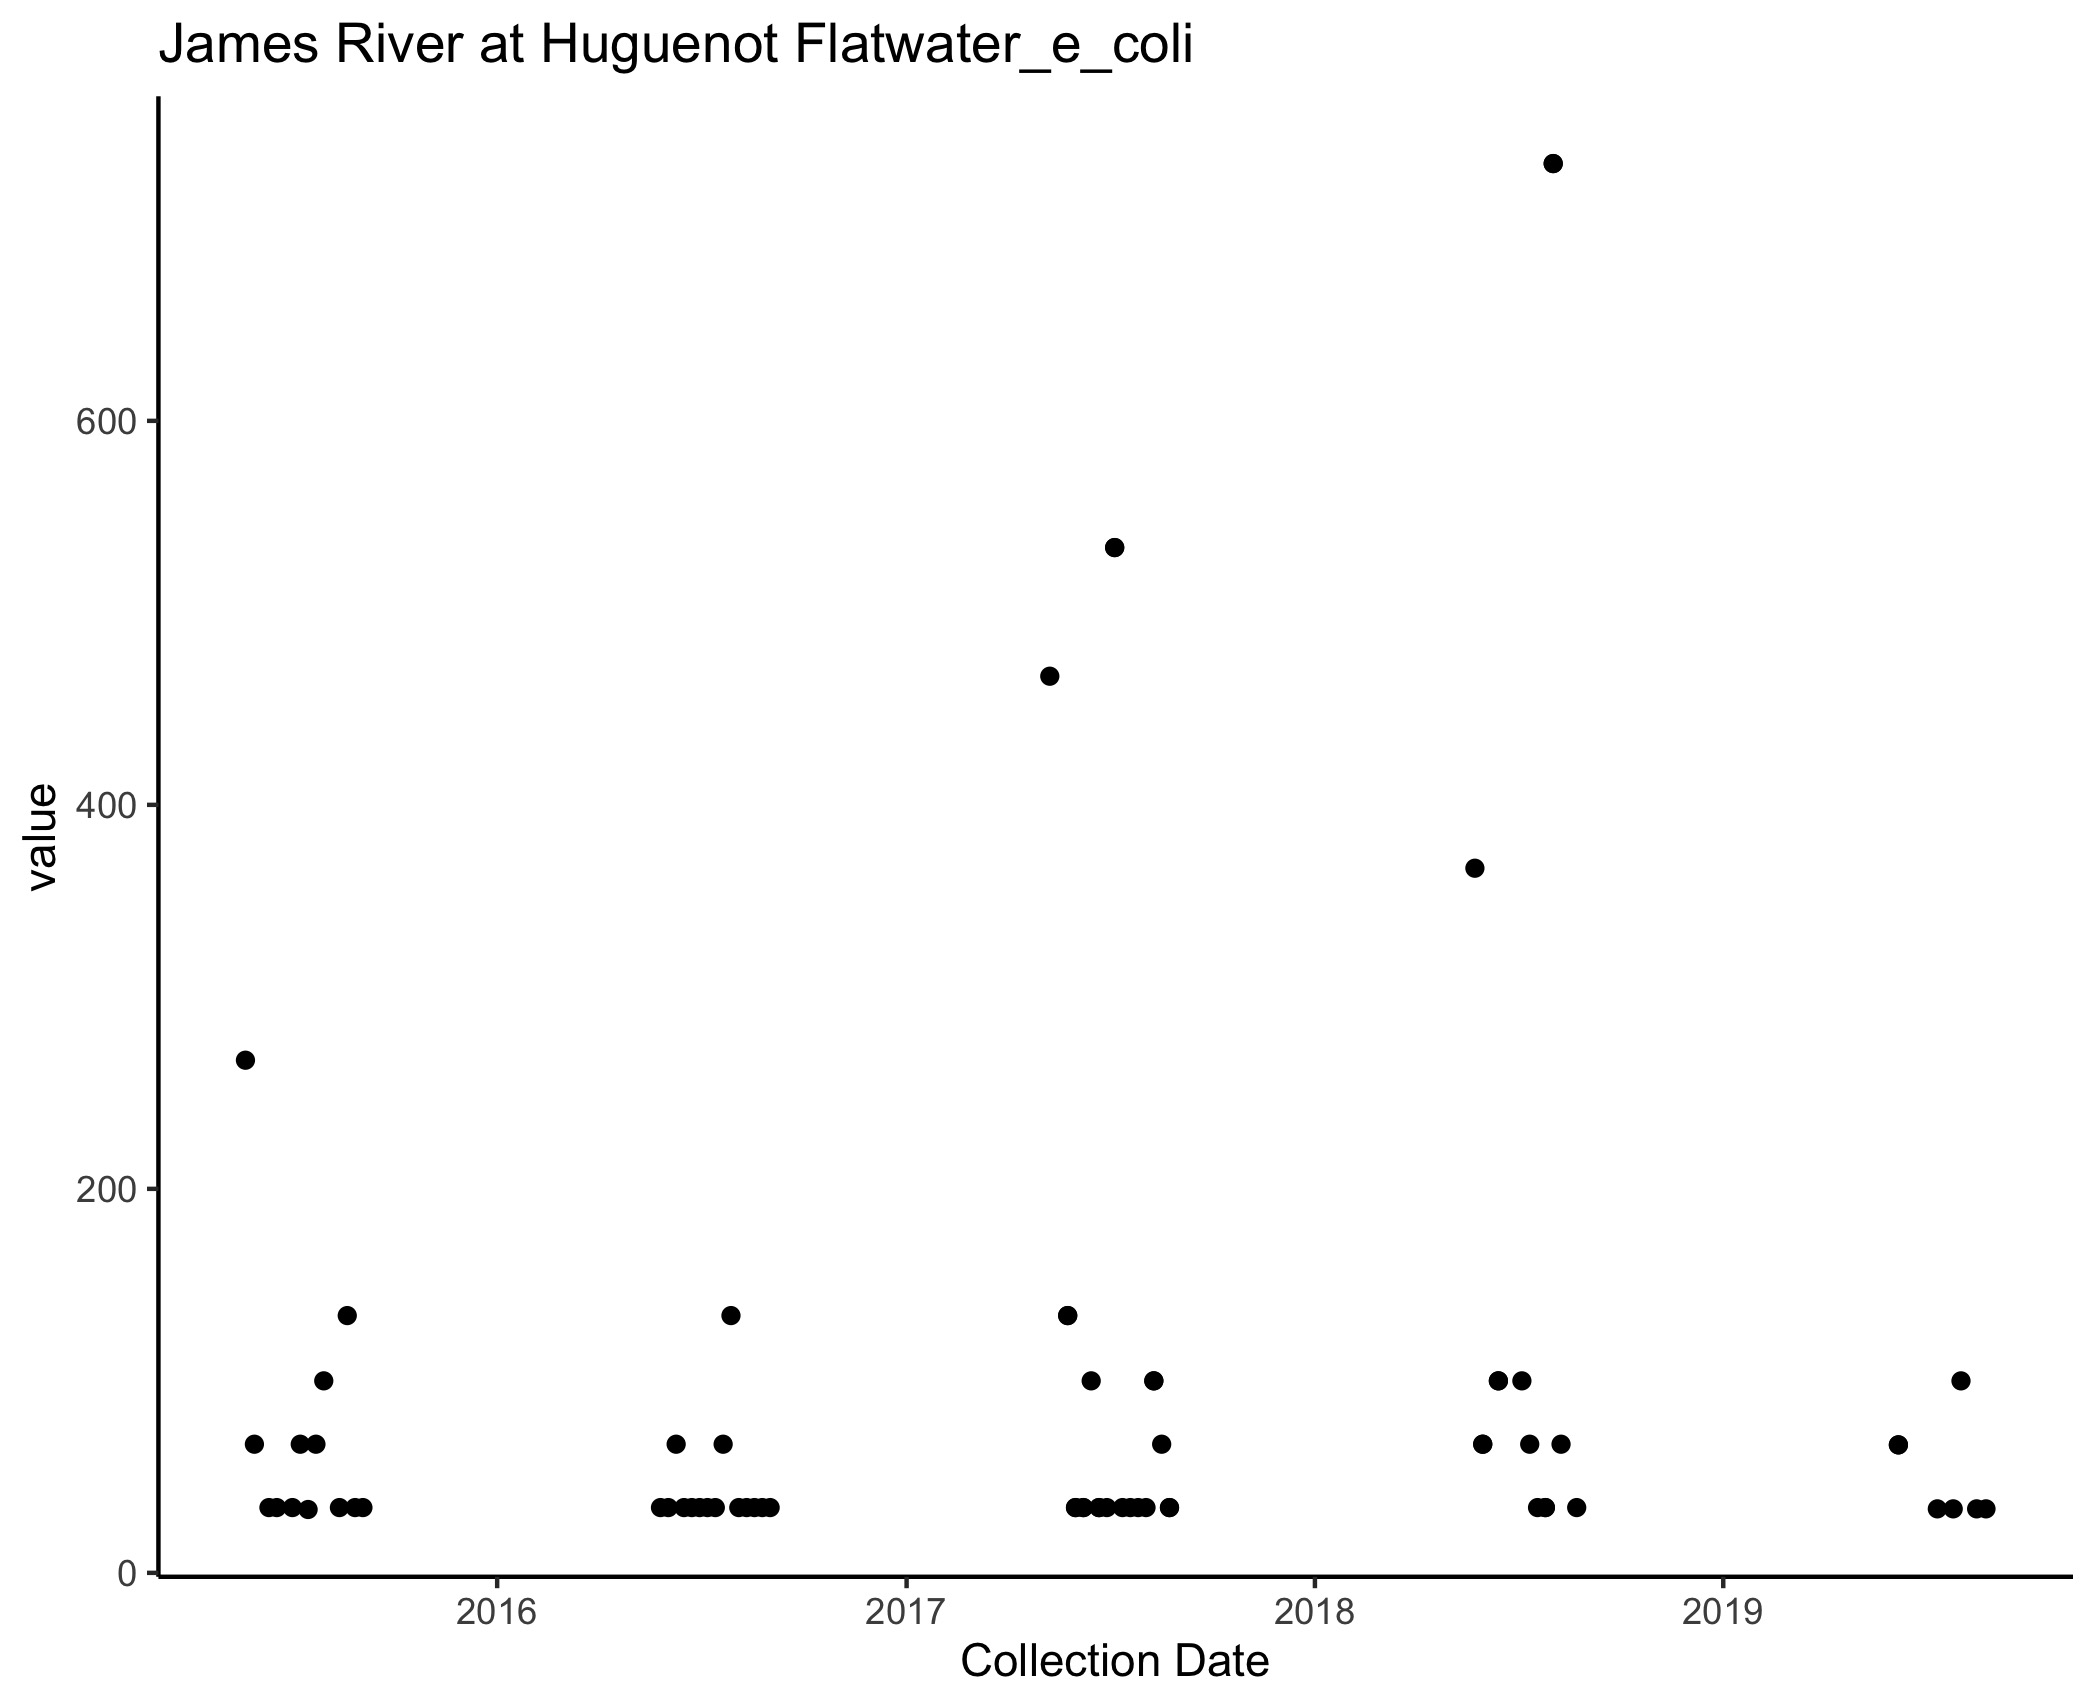 James River at Huguenot Flatwater_e_coli
600
400
200
0
value
2016 2017 2018 2019
Collection Date